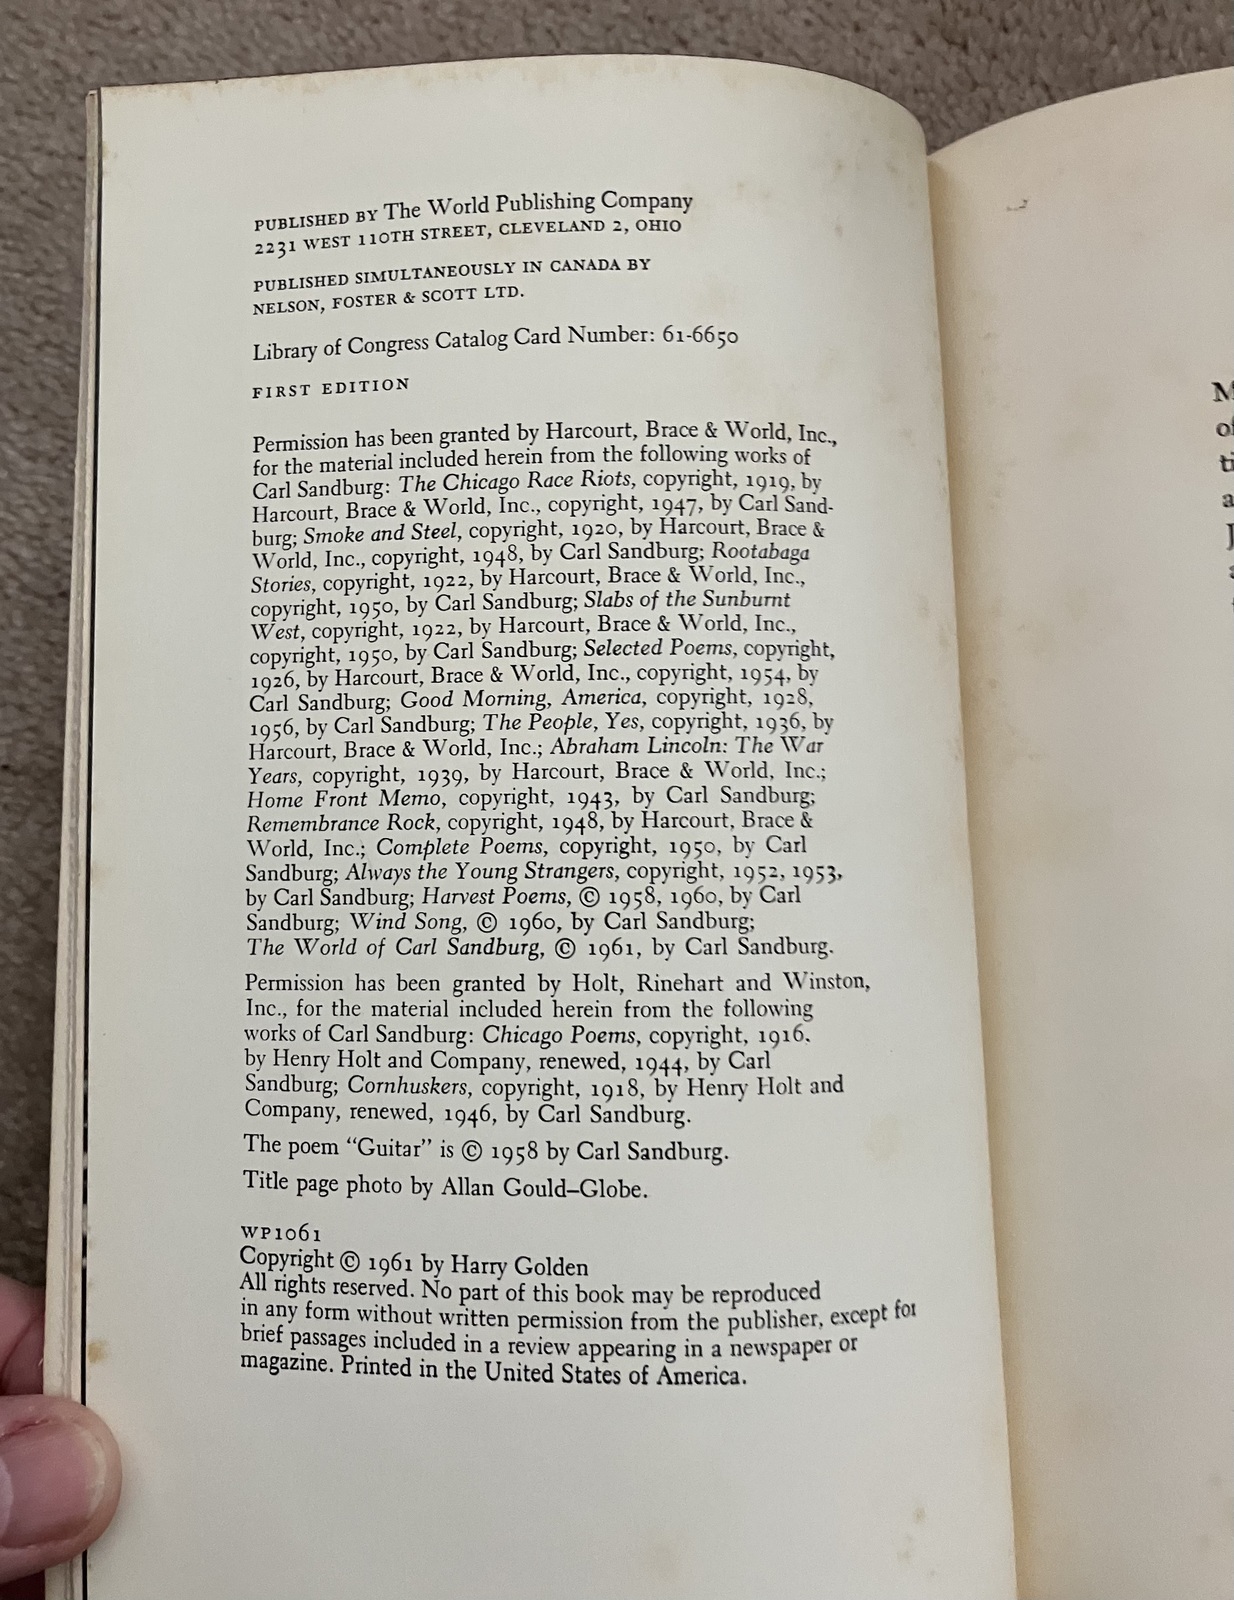 PUBLISHED BY The World Publishing Company
2231 WEST 110TH STREET, CLEVELAND 2, OHIO
PUBLISHED SIMULTANEOUSLY IN CANADA BY
NELSON, FOSTER & SCOTT LTD.
Library of Congress Catalog Card Number: 61-6650
FIRST EDITION
Permission has been granted by Harcourt, Brace & World, Inc.,
for the material included herein from the following works of
Carl Sandburg: The Chicago Race Riots, copyright, 1919, by
Harcourt, Brace & World, Inc., copyright, 1947, by Carl Sand-
burg; Smoke and Steel, copyright, 1920, by Harcourt, Brace &
World, Inc., copyright, 1948, by Carl Sandburg; Rootabaga
Stories, copyright, 1922, by Harcourt, Brace & World, Inc.,
copyright, 1950, by Carl Sandburg; Slabs of the Sunburnt
West, copyright, 1922, by Harcourt, Brace & World, Inc.,
copyright, 1950, by Carl Sandburg; Selected Poems, copyright,
1926, by Harcourt, Brace & World, Inc., copyright, 1954, by
Carl Sandburg; Good Morning, America, copyright, 1928,
1956, by Carl Sandburg; The People, Yes, copyright, 1936, by
Harcourt, Brace & World, Inc.; Abraham Lincoln: The War
Years, copyright, 1939, by Harcourt, Brace & World, Inc.;
Home Front Memo, copyright, 1943, by Carl Sandburg;
Remembrance Rock, copyright, 1948, by Harcourt, Brace &
World, Inc.; Complete Poems, copyright, 1950, by Carl
Sandburg; Always the Young Strangers, copyright, 1952, 1953,
by Carl Sandburg; Harvest Poems, © 1958, 1960, by Carl
Sandburg; Wind Song, © 1960, by Carl Sandburg;
The World of Carl Sandburg, © 1961, by Carl Sandburg.
Permission has been granted by Holt, Rinehart and Winston,
Inc., for the material included herein from the following
works of Carl Sandburg: Chicago Poems, copyright, 1916.
by Henry Holt and Company, renewed, 1944, by Carl
Sandburg; Cornhuskers, copyright, 1918, by Henry Holt and
Company, renewed, 1946, by Carl Sandburg.
The poem “Guitar” is © 1958 by Carl Sandburg.
Title page photo by Allan Gould–Globe.
WP1061
Copyright © 1961 by Harry Golden
All rights reserved. No part of this book may be reproduced
in any form without written permission from the publisher, except for
brief passages included in a review appearing in a newspaper or
magazine. Printed in the United States of America.